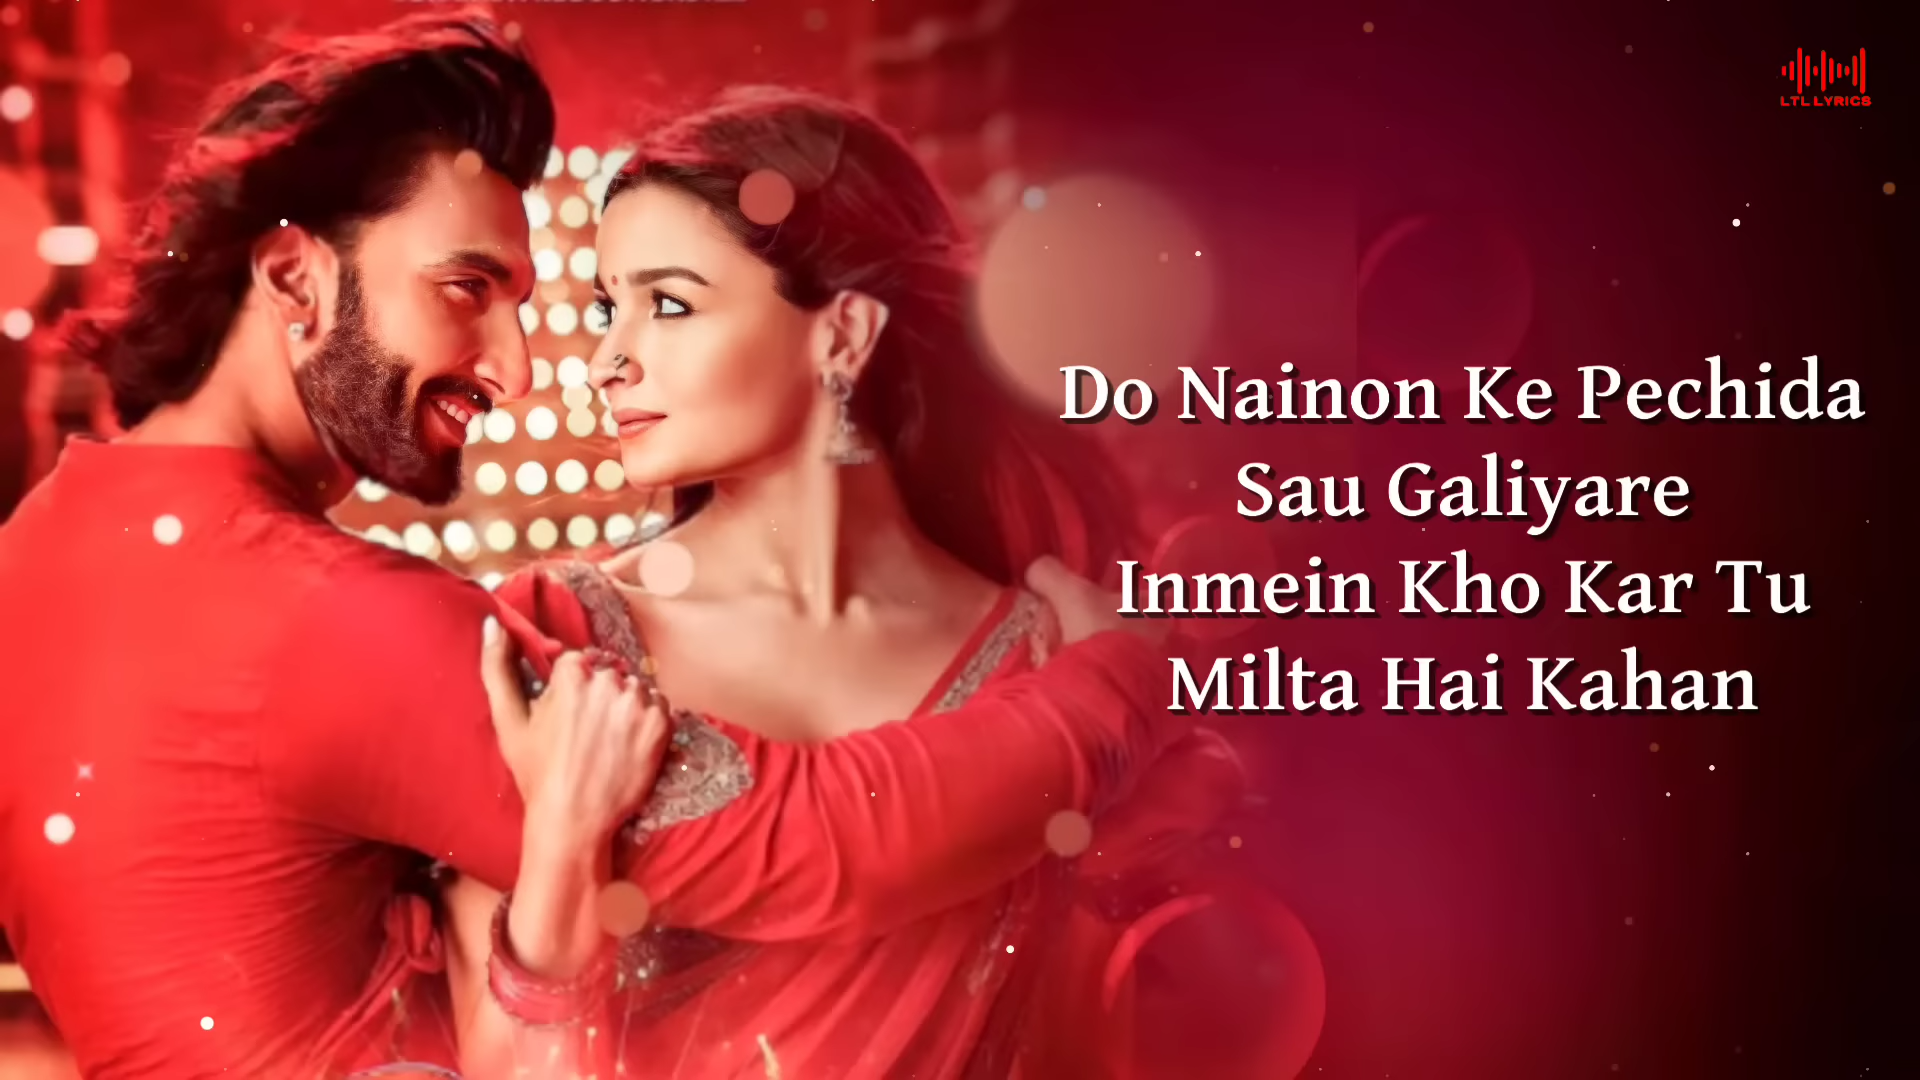 LTL LYRICS
Do Nainon Ke Pechida
Sau Galiyare
Inmein Kho Kar Tu
Milta Hai Kahan